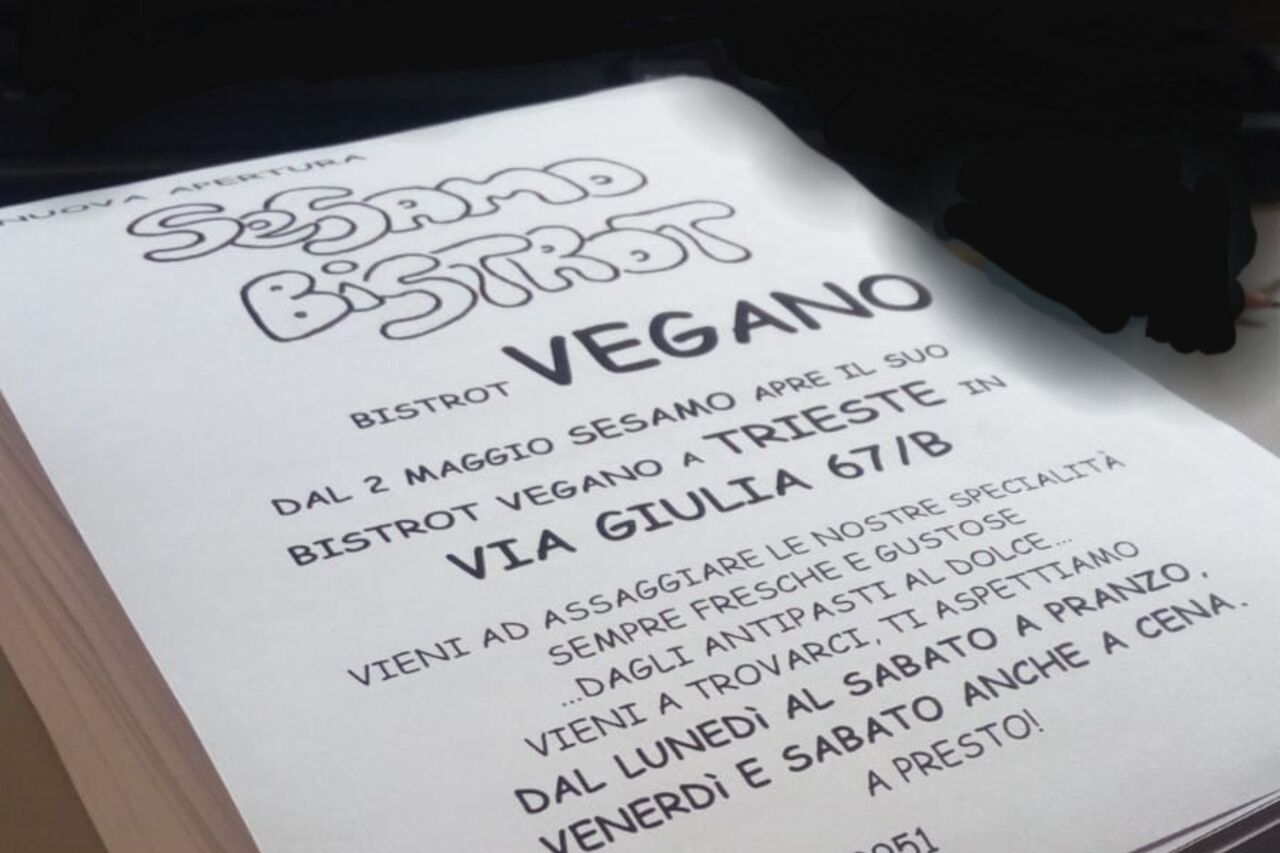 NUOVA APERTURA
SeSAMO
BiSTROT
BISTROT VEGANO
DAL 2 MAGGIO SESAMO APRE IL SUO
BISTROT VEGANO A TRIESTE IN
VIA GIULIA 67/B
VIENI AD ASSAGGIARE LE NOSTRE SPECIALITÀ
SEMPRE FRESCHE E GUSTOSE
...DAGLI ANTIPASTI AL DOLCE...
VIENI A TROVARCI, TI ASPETTIAMO
DAL LUNEDÌ AL SABATO A PRANZO,
VENERDÌ E SABATO ANCHE A CENA.
A PRESTO!